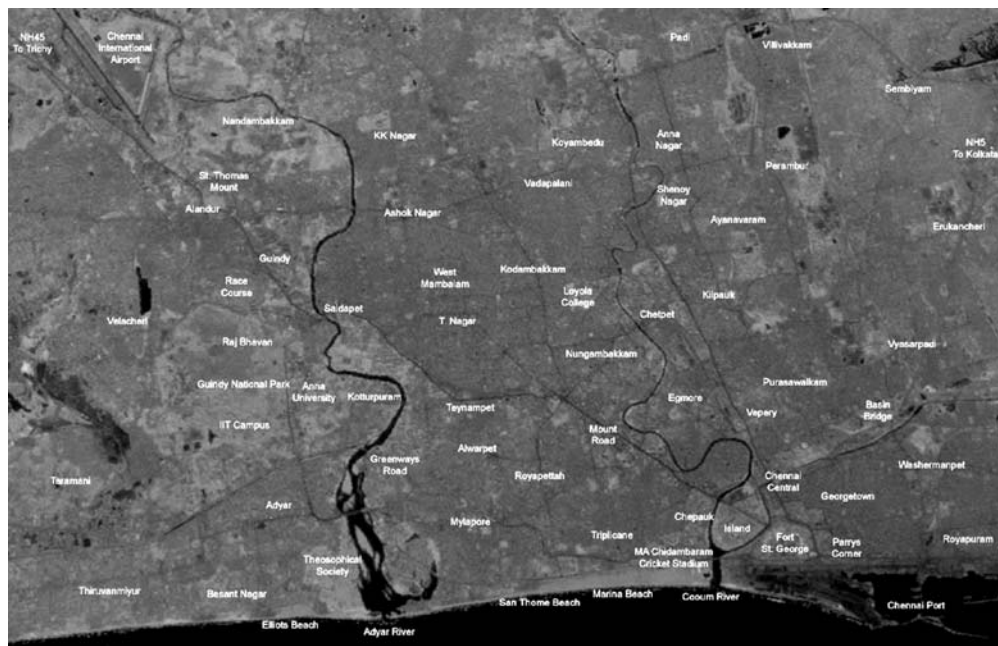 NH45
To Trichy
Chennai
International
Airport
Padi
Villivakkam
Sembiyam
Nandambakkam
KK Nagar
Koyambedu
Anna
Nagar
NH5
To Kolkata
Perambur
St. Thomas
Mount
Vadapalani
Shenoy
Nagar
Alandur
Ashok Nagar
Ayanavaram
Erukancheri
Guindy
Race
Course
West
Mambalam
Kodambakkam
Loyola
College
Kilpauk
Velacheri
Saidapet
T. Nagar
Chetpet
Raj Bhavan
Nungambakkam
Vyasarpadi
Guindy National Park
Anna
University
Kotturpuram
Teynampet
Egmore
Purasawalkam
Vepery
Basin
Bridge
IIT Campus
Mount
Road
Alwarpet
Greenways
Road
Royapettah
Washermanpet
Chennai
Central
Taramani
Georgetown
Adyar
Mylapore
Chepauk
Island
Triplicane
Fort
St. George
Parrys
Corner
Royapuram
Theosophical
Society
MA Chidambaram
Cricket Stadium
Thiruvanmiyur
Besant Nagar
San Thome Beach
Marina Beach
Cooum River
Chennai Port
Elliots Beach
Adyar River